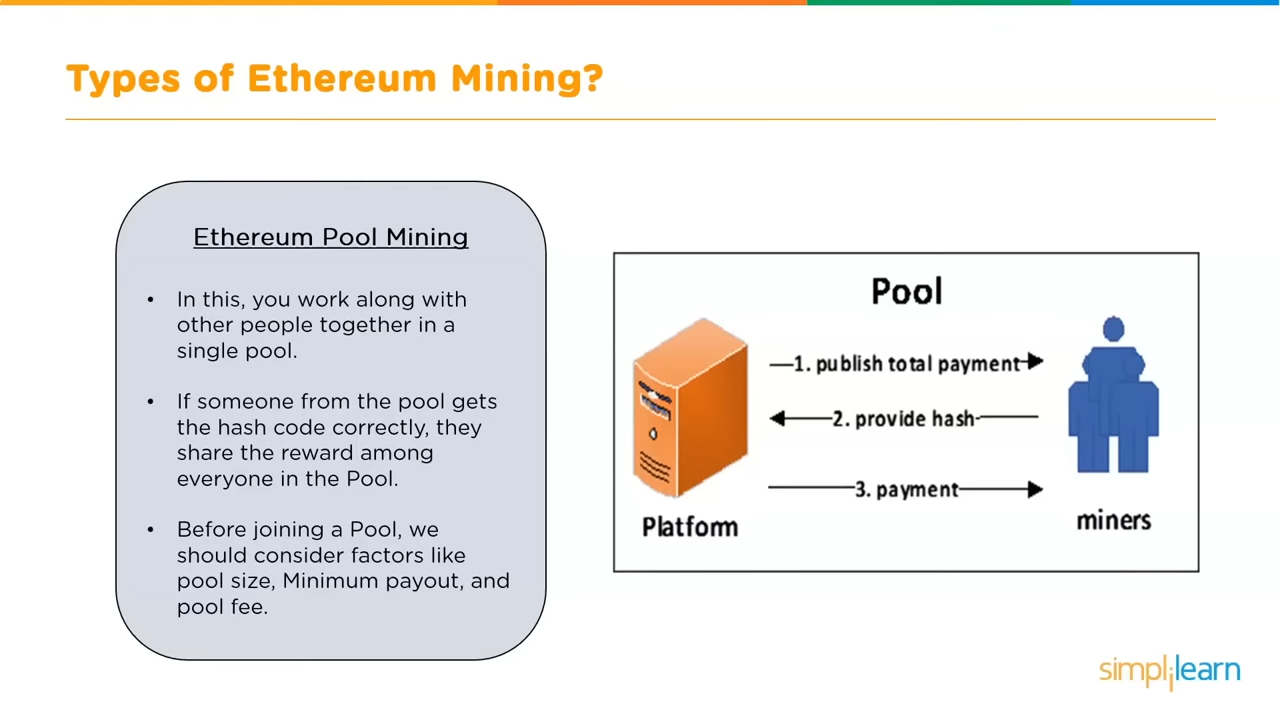 Types of Ethereum Mining?
Ethereum Pool Mining
• In this, you work along with
other people together in a
single pool.
• If someone from the pool gets
the hash code correctly, they
share the reward among
everyone in the Pool.
• Before joining a Pool, we
should consider factors like
pool size, Minimum payout, and
pool fee.
Pool
1. publish total payment
2. provide hash
3. payment
Platform
miners
simplilearn